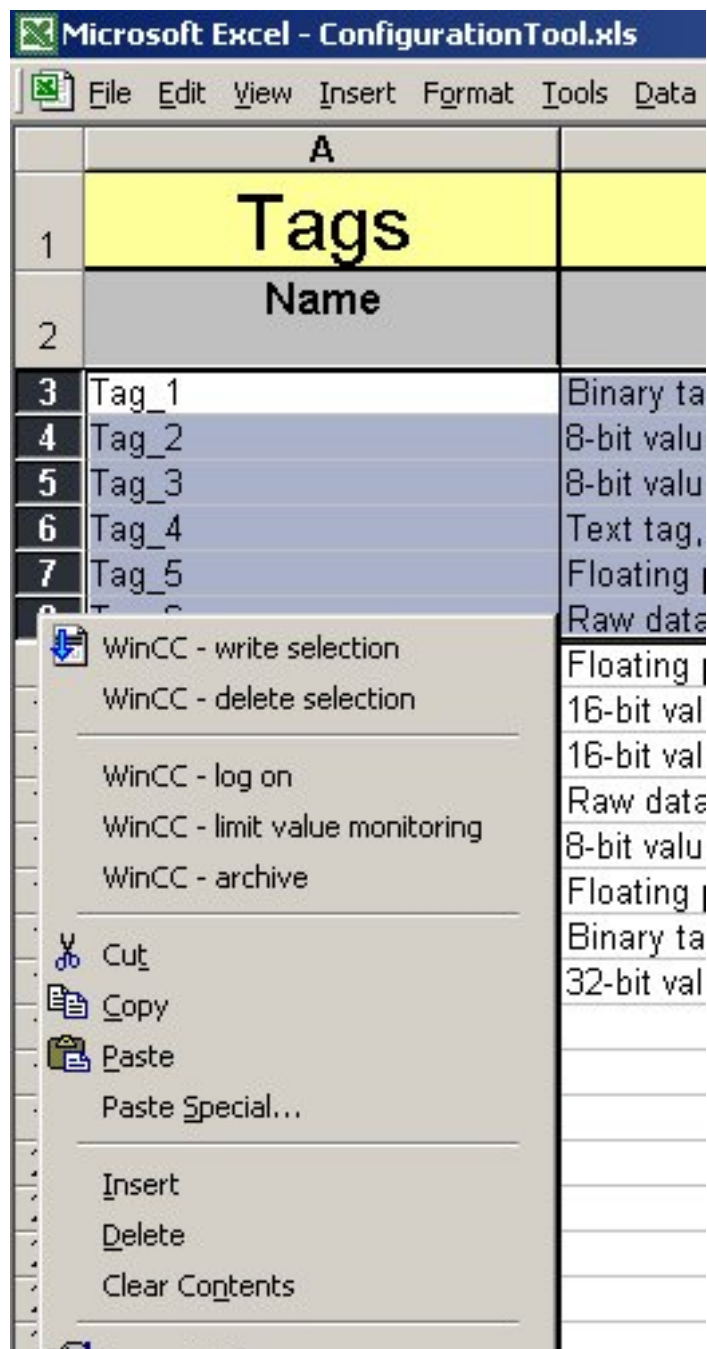 Microsoft Excel - ConfigurationTool.xls
File Edit View Insert Format Tools Data
A
1 Tags
2 Name
3 Tag_1 Binary ta
4 Tag_2 8-bit valu
5 Tag_3 8-bit valu
6 Tag_4 Text tag,
7 Tag_5 Floating
Raw data
WinCC - write selection
WinCC - delete selection
WinCC - log on
WinCC - limit value monitoring
WinCC - archive
Cut
Copy
Paste
Paste Special...
Insert
Delete
Clear Contents
Floating
16-bit val
16-bit val
Raw data
8-bit valu
Floating
Binary ta
32-bit val